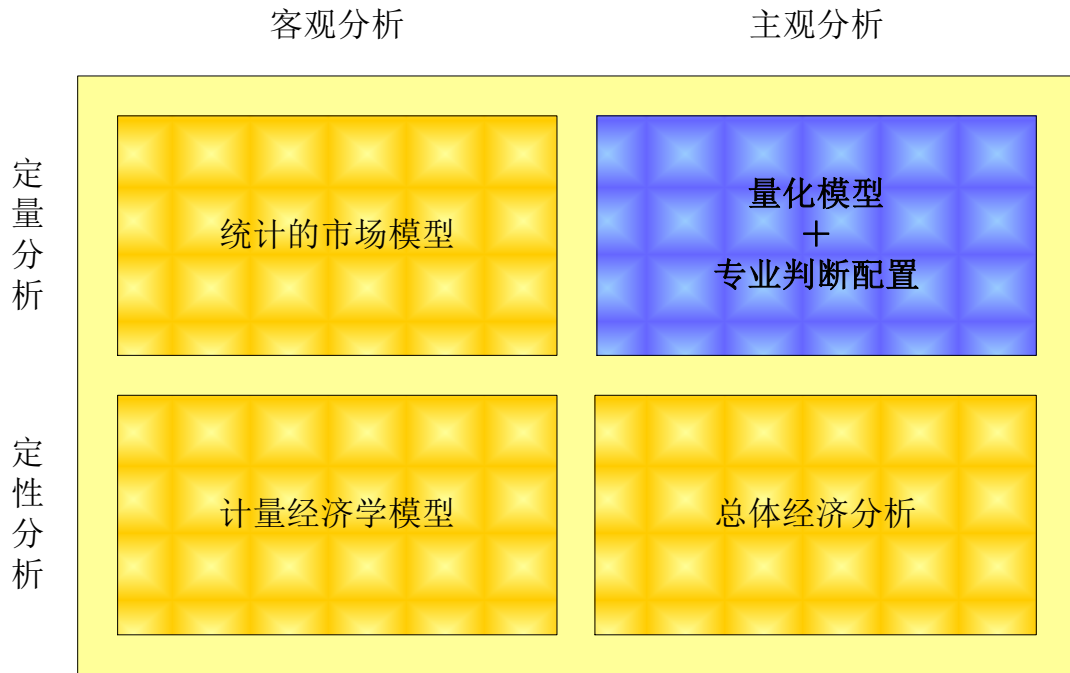 客观分析
主观分析
定量分析
统计的市场模型
量化模型
＋
专业判断配置
定性分析
计量经济学模型
总体经济分析